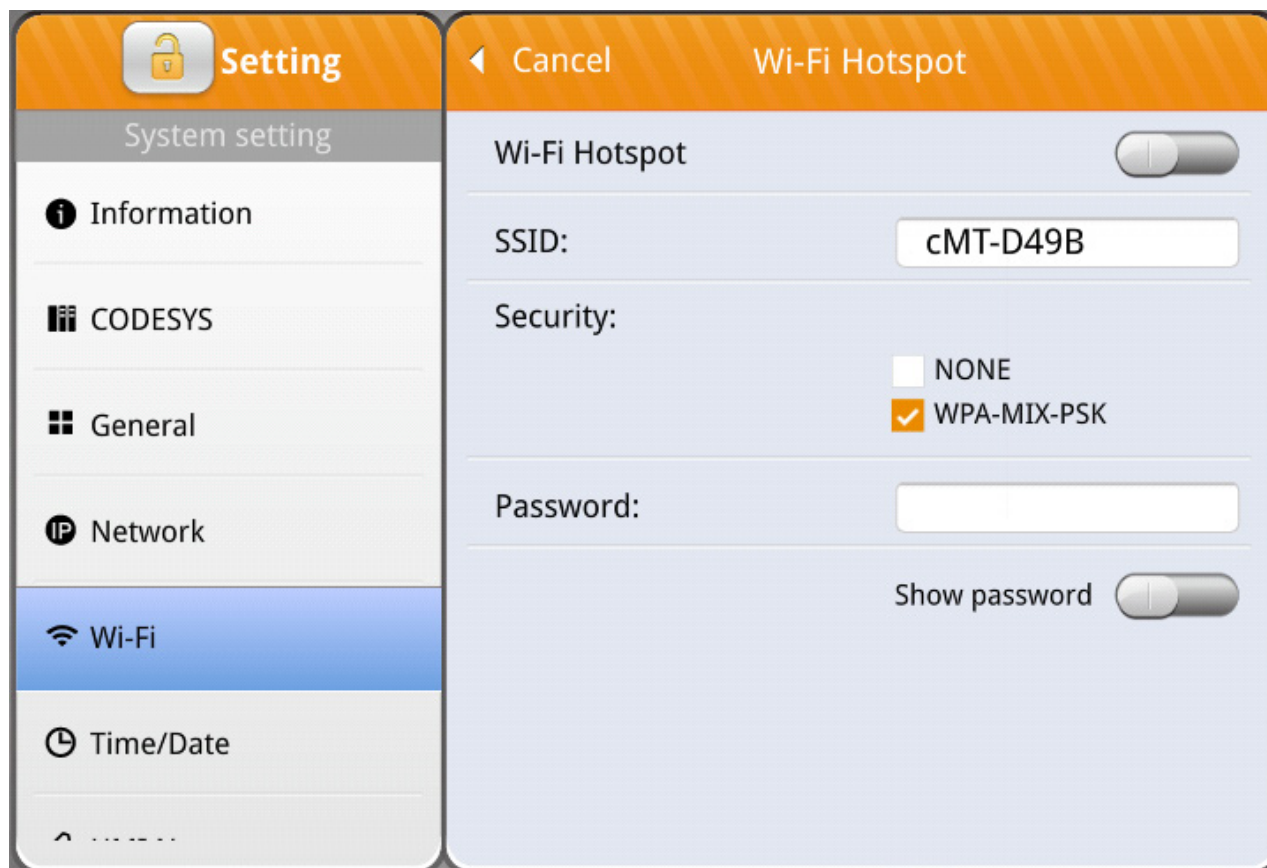 Setting
System setting
Information
CODESYS
General
Network
Wi-Fi
Time/Date
Cancel
Wi-Fi Hotspot
Wi-Fi Hotspot
SSID: cMT-D49B
Security:
NONE
WPA-MIX-PSK
Password:
Show password